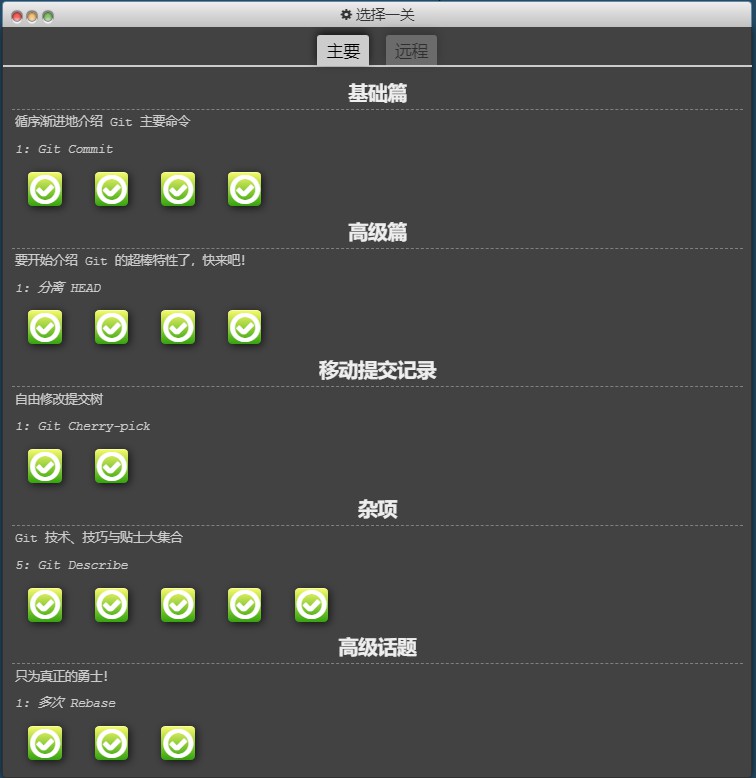 选择一关
主要 远程
基础篇
循序渐进地介绍 Git 主要命令
1: Git Commit
高级篇
要开始介绍 Git 的超棒特性了,快来吧!
1: 分离 HEAD
移动提交记录
自由修改提交树
1: Git Cherry-pick
杂项
Git 技术、技巧与贴士大集合
5: Git Describe
高级话题
只为真正的勇士!
1: 多次 Rebase